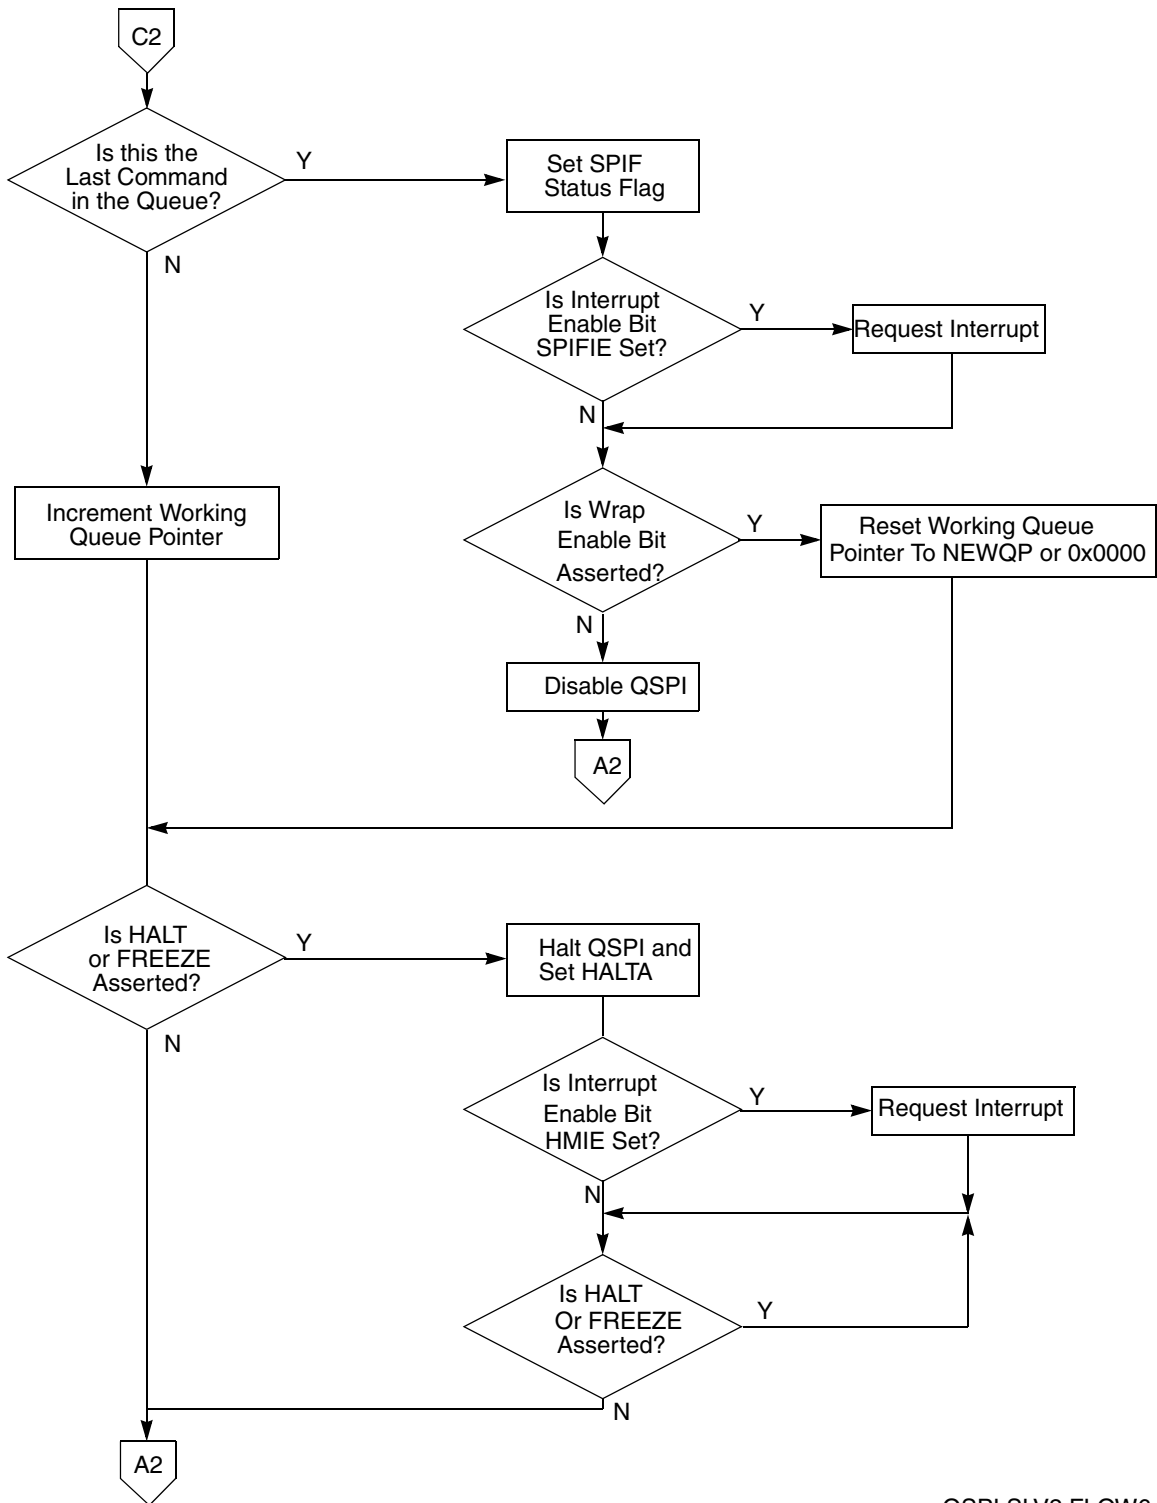 C2
Is this the
Last Command
in the Queue?
Y
N
Set SPIF
Status Flag
Is Interrupt
Enable Bit
SPIFIE Set?
Y
N
Request Interrupt
Increment Working
Queue Pointer
Is Wrap
Enable Bit
Asserted?
Y
N
Reset Working Queue
Pointer To NEWQP or 0x0000
Disable QSPI
A2
Is HALT
or FREEZE
Asserted?
Y
N
Halt QSPI and
Set HALTA
Is Interrupt
Enable Bit
HMIE Set?
Y
N
Request Interrupt
Is HALT
Or FREEZE
Asserted?
Y
N
A2